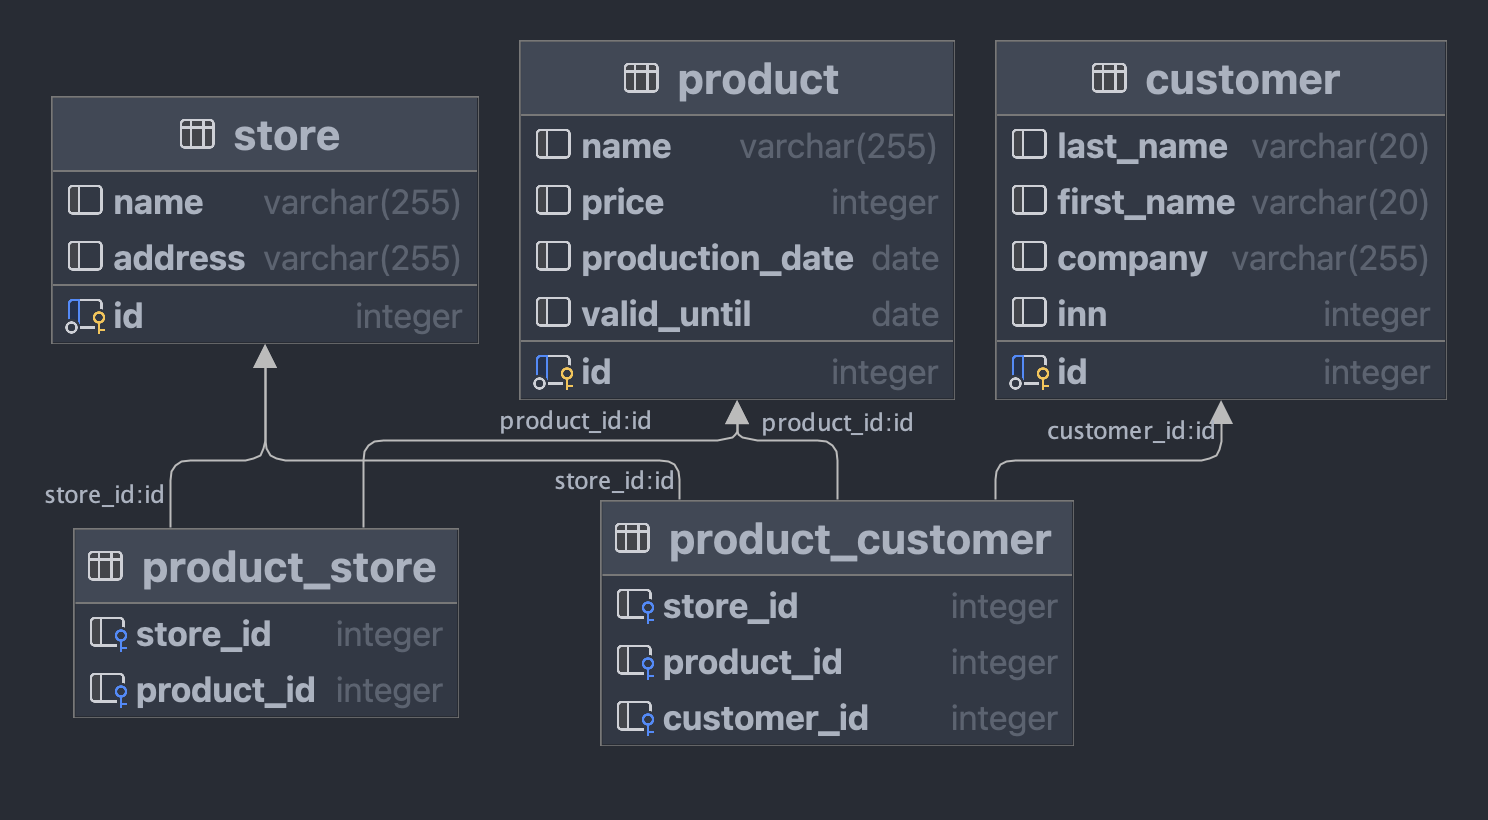 store
name varchar(255)
address varchar(255)
id integer
product
name varchar(255)
price integer
production_date date
valid_until date
id integer
customer
last_name varchar(20)
first_name varchar(20)
company varchar(255)
inn integer
id integer
product_id:id
product_id:id
customer_id:id
store_id:id
store_id:id
product_store
store_id integer
product_id integer
product_customer
store_id integer
product_id integer
customer_id integer